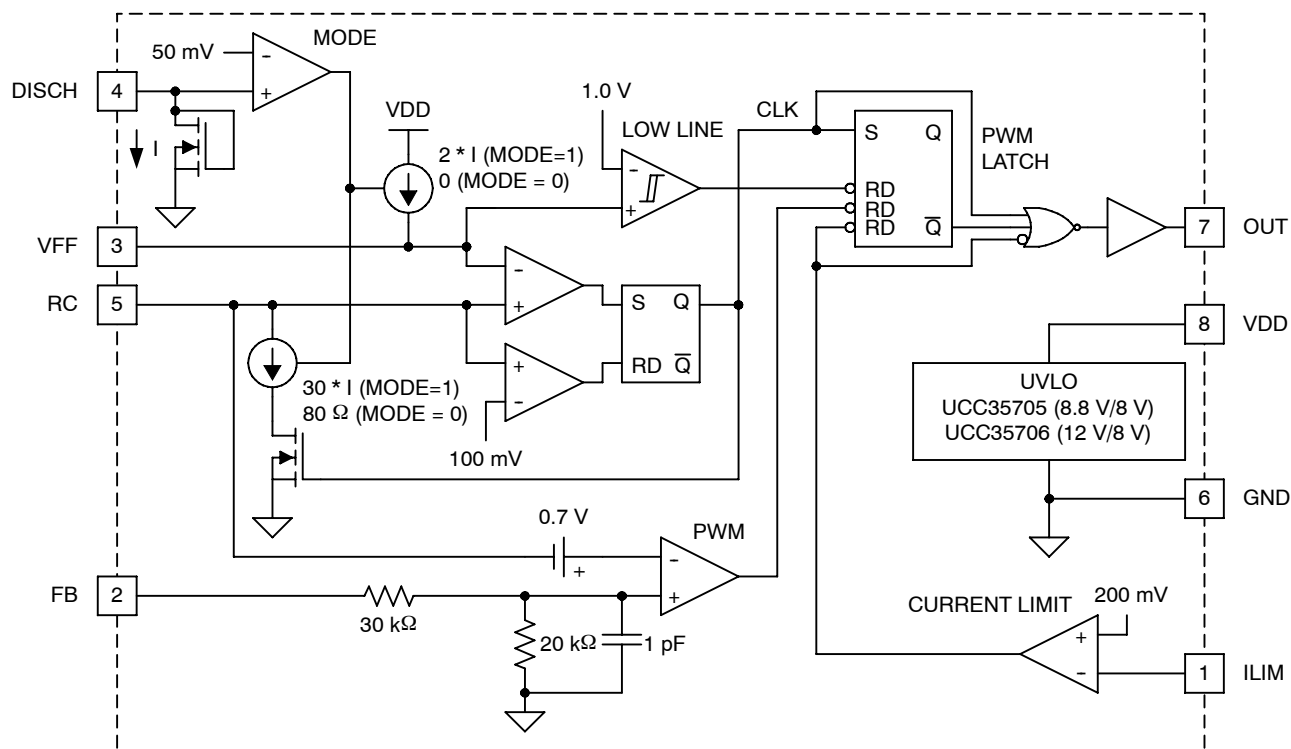 MODE
50 mV
-
+
DISCH
4
I
VDD
2 * I (MODE=1)
0 (MODE = 0)
1.0 V
LOW LINE
-
+
CLK
S Q
RD
RD
RD Q
PWM
LATCH
7
OUT
VFF
3
RC
5
-
+
+
-
S Q
RD Q
30 * I (MODE=1)
80 Ω (MODE = 0)
100 mV
8
VDD
UVLO
UCC35705 (8.8 V/8 V)
UCC35706 (12 V/8 V)
6
GND
0.7 V
+
PWM
-
+
FB
2
30 kΩ
20 kΩ
1 pF
CURRENT LIMIT
200 mV
+
-
1
ILIM